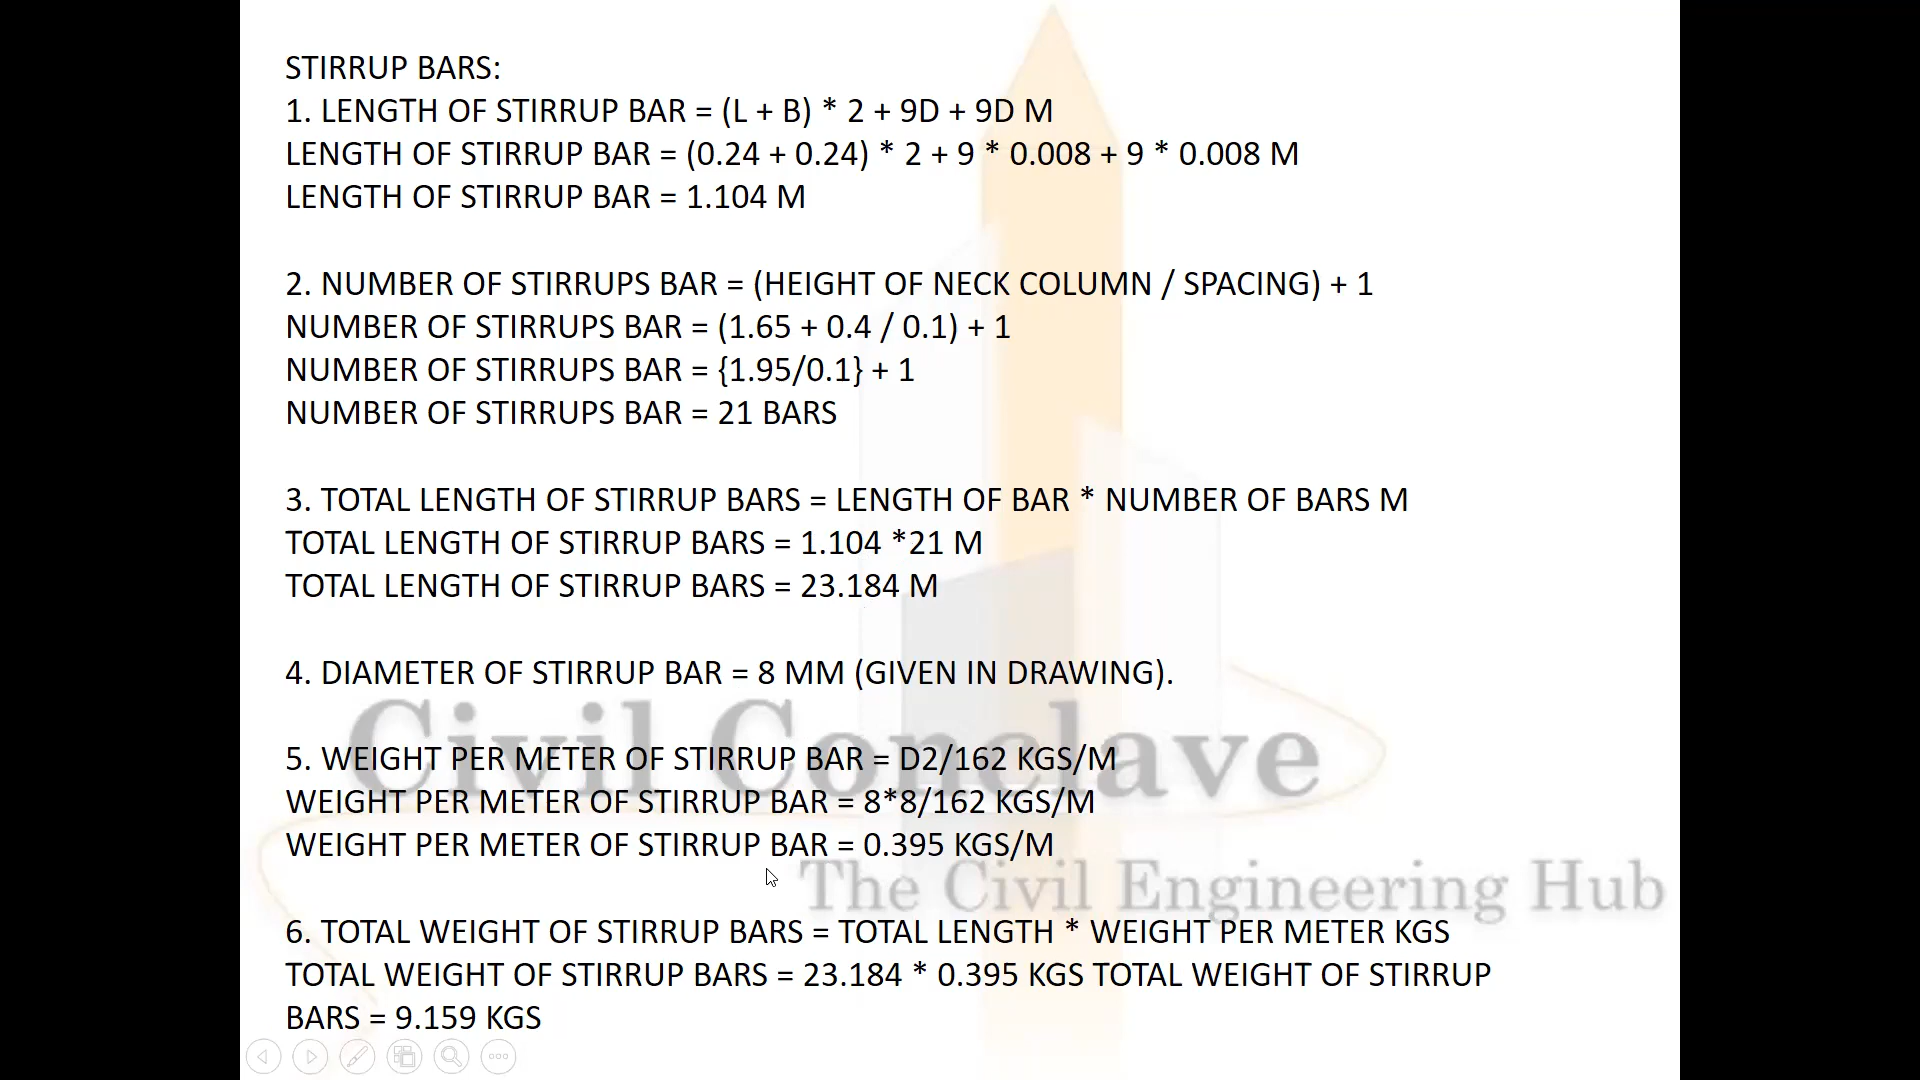 STIRRUP BARS:
1. LENGTH OF STIRRUP BAR = (L + B) * 2 + 9D + 9D M
LENGTH OF STIRRUP BAR = (0.24 + 0.24) * 2 + 9 * 0.008 + 9 * 0.008 M
LENGTH OF STIRRUP BAR = 1.104 M
2. NUMBER OF STIRRUPS BAR = (HEIGHT OF NECK COLUMN / SPACING) + 1
NUMBER OF STIRRUPS BAR = (1.65 + 0.4 / 0.1) + 1
NUMBER OF STIRRUPS BAR = {1.95/0.1} + 1
NUMBER OF STIRRUPS BAR = 21 BARS
3. TOTAL LENGTH OF STIRRUP BARS = LENGTH OF BAR * NUMBER OF BARS M
TOTAL LENGTH OF STIRRUP BARS = 1.104 *21 M
TOTAL LENGTH OF STIRRUP BARS = 23.184 M
4. DIAMETER OF STIRRUP BAR = 8 MM (GIVEN IN DRAWING).
Civil Conclave
5. WEIGHT PER METER OF STIRRUP BAR = D2/162 KGS/M
WEIGHT PER METER OF STIRRUP BAR = 8*8/162 KGS/M
WEIGHT PER METER OF STIRRUP BAR = 0.395 KGS/M
The Civil Engineering Hub
6. TOTAL WEIGHT OF STIRRUP BARS = TOTAL LENGTH * WEIGHT PER METER KGS
TOTAL WEIGHT OF STIRRUP BARS = 23.184 * 0.395 KGS TOTAL WEIGHT OF STIRRUP
BARS = 9.159 KGS